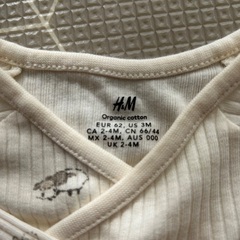 H&M
Organic cotton
EUR 62, US 3M
CA 2-4M, CN 66/44
MX 2-4M, AUS 000
UK 2-4M